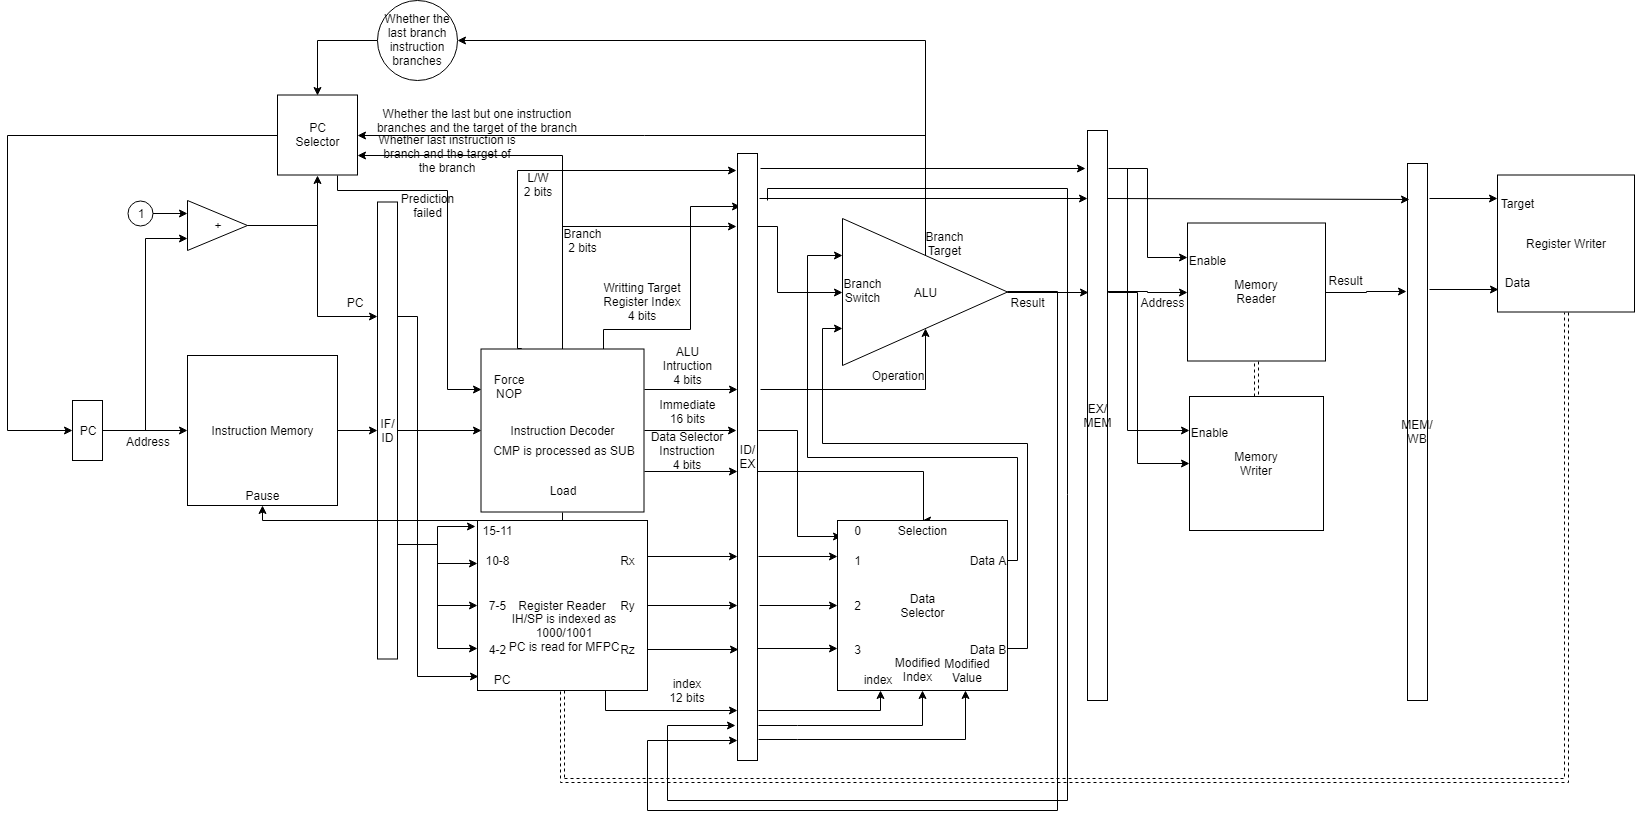 Whether the
last branch
instruction
branches
PC
Selector
Whether the last but one instruction
branches and the target of the branch
Whether last instruction is
branch and the target of
the branch
L/W
2 bits
Prediction
failed
1
+
Branch
2 bits
Branch
Target
Target
Register Writer
Data
Enable
Memory
Reader
Result
Address
Branch
Switch
ALU
Result
Writting Target
Register Index
4 bits
PC
Operation
ALU
Intruction
4 bits
Force
NOP
Immediate
16 bits
Instruction Decoder
CMP is processed as SUB
Load
Data Selector
Instruction
4 bits
PC
Address
Instruction Memory
Pause
IF/
ID
ID/
EX
EX/
MEM
MEM/
WB
Enable
Memory
Writer
15-11
10-8
7-5
4-2
PC
Rx
Ry
Rz
Register Reader
IH/SP is indexed as
1000/1001
PC is read for MFPC
index
12 bits
0
1
2
3
Selection
Data A
Data
Selector
Data B
index
Modified
Index
Modified
Value